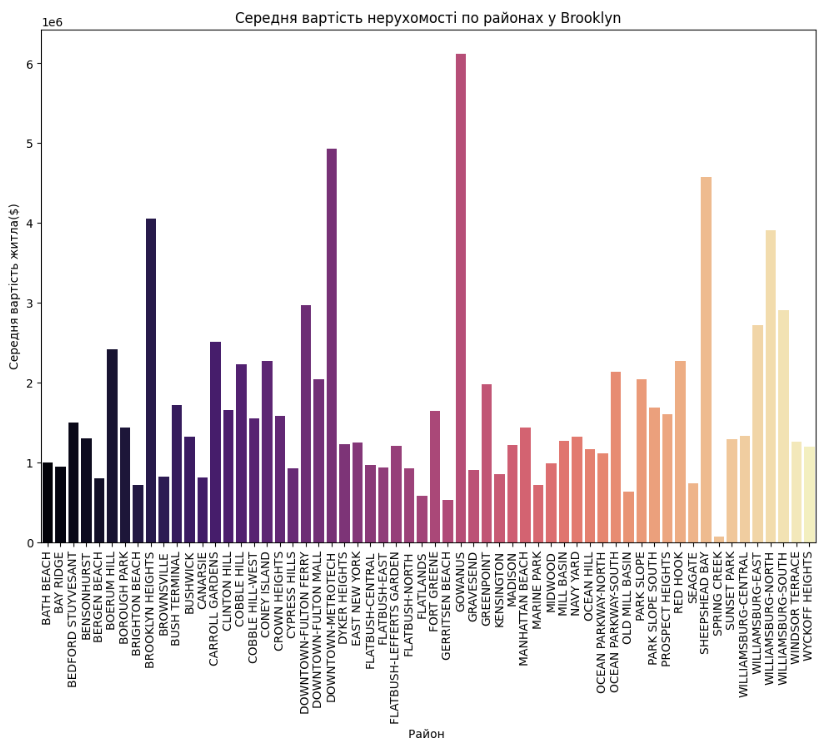 Середня вартість нерухомості по районах у Brooklyn
1e6
Середня вартість житла($)
6
5
4
3
2
1
0
BATH BEACH
BAY RIDGE
BEDFORD STUYVESANT
BENSONHURST
BERGEN BEACH
BOERUM HILL
BOROUGH PARK
BRIGHTON BEACH
BROOKLYN HEIGHTS
BROWNSVILLE
BUSH TERMINAL
BUSHWICK
CANARSIE
CARROLL GARDENS
CLINTON HILL
COBBLE HILL
COBBLE HILL-WEST
CONEY ISLAND
CROWN HEIGHTS
CYPRESS HILLS
DOWNTOWN-FULTON FERRY
DOWNTOWN-FULTON MALL
DOWNTOWN-METROTECH
DYKER HEIGHTS
EAST NEW YORK
FLATBUSH-CENTRAL
FLATBUSH-EAST
FLATBUSH-LEFFERTS GARDEN
FLATBUSH-NORTH
FLATLANDS
FORT GREENE
GERRITSEN BEACH
GOWANUS
GRAVESEND
GREENPOINT
KENSINGTON
MADISON
MANHATTAN BEACH
MARINE PARK
MIDWOOD
MILL BASIN
NAVY YARD
OCEAN HILL
OCEAN PARKWAY-NORTH
OCEAN PARKWAY-SOUTH
OLD MILL BASIN
PARK SLOPE
PARK SLOPE SOUTH
PROSPECT HEIGHTS
RED HOOK
SEAGATE
SHEEPSHEAD BAY
SPRING CREEK
SUNSET PARK
WILLIAMSBURG-CENTRAL
WILLIAMSBURG-EAST
WILLIAMSBURG-NORTH
WILLIAMSBURG-SOUTH
WINDSOR TERRACE
WYCKOFF HEIGHTS
Район